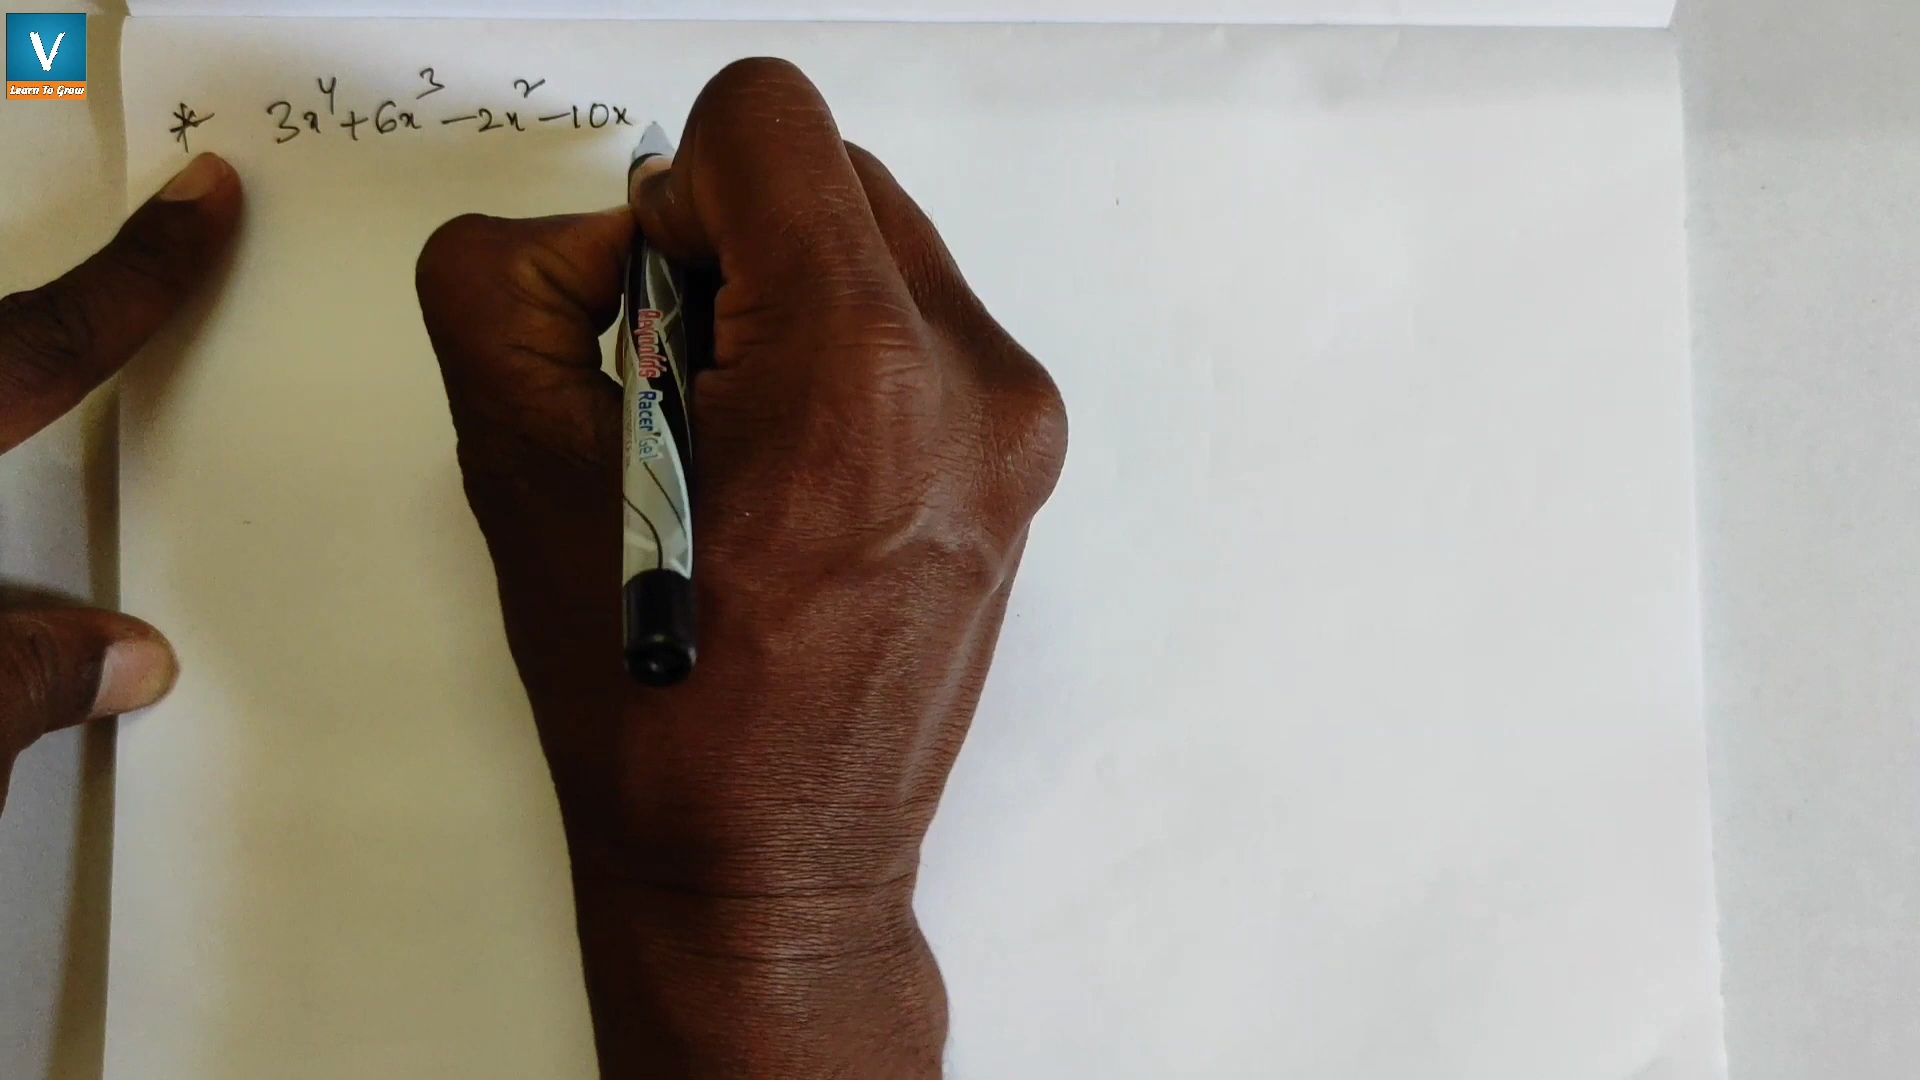 V
Learn To Grow
* 3x⁴+6x³-2x²-10x
Reynolds Racer Gel